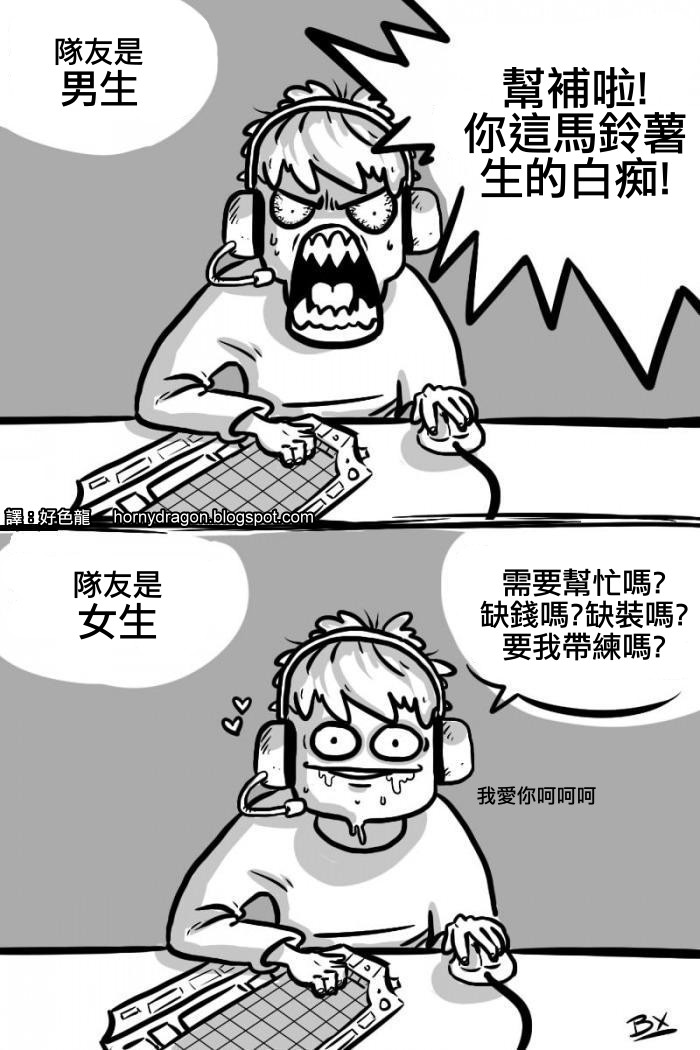 隊友是
男生
幫補啦!
你這馬鈴薯
生的白痴!
譯：好色龍 hornydragon.blogspot.com
隊友是
女生
需要幫忙嗎?
缺錢嗎?缺裝嗎?
要我帶練嗎?
我愛你呵呵呵
BX